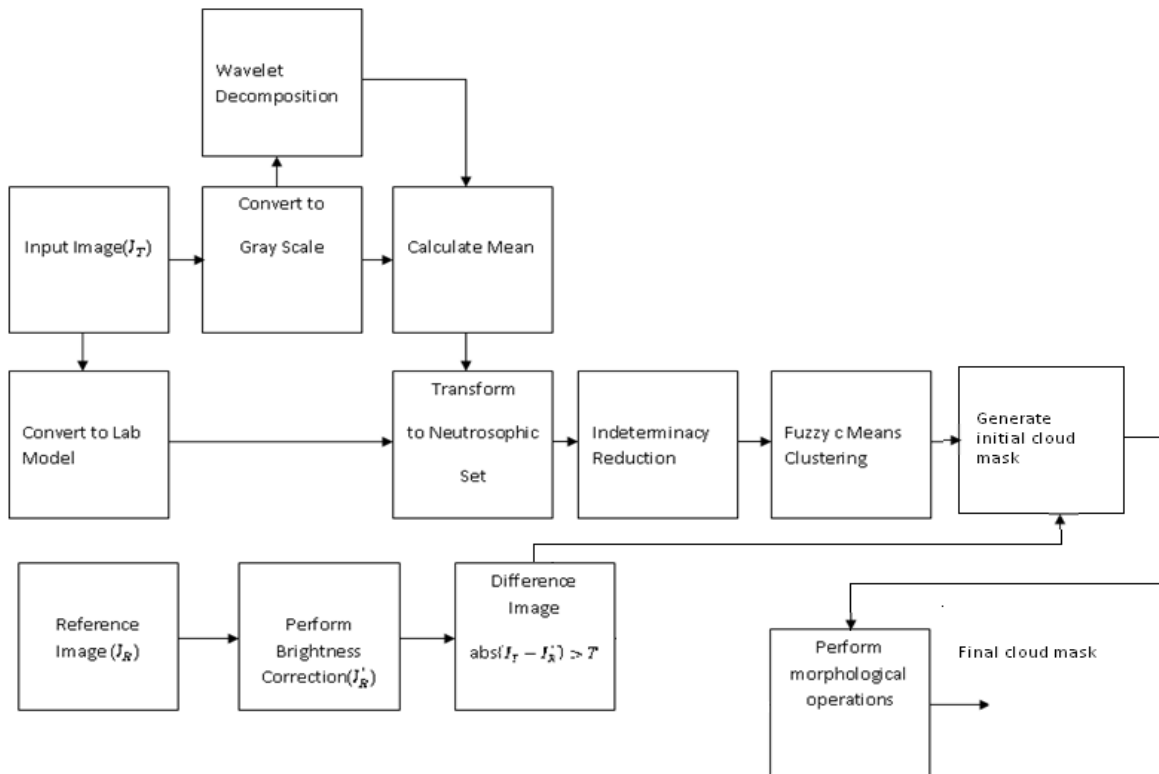 Wavelet
Decomposition
Input Image(J_T)
Convert to
Gray Scale
Calculate Mean
Convert to Lab
Model
Transform
to Neutrosophic
Set
Indeterminacy
Reduction
Fuzzy c Means
Clustering
Generate
initial cloud
mask
Reference
Image (J_R)
Perform
Brightness
Correction(J'_R)
Difference
Image
abs(J_T − J'_R) > T
Perform
morphological
operations
Final cloud mask